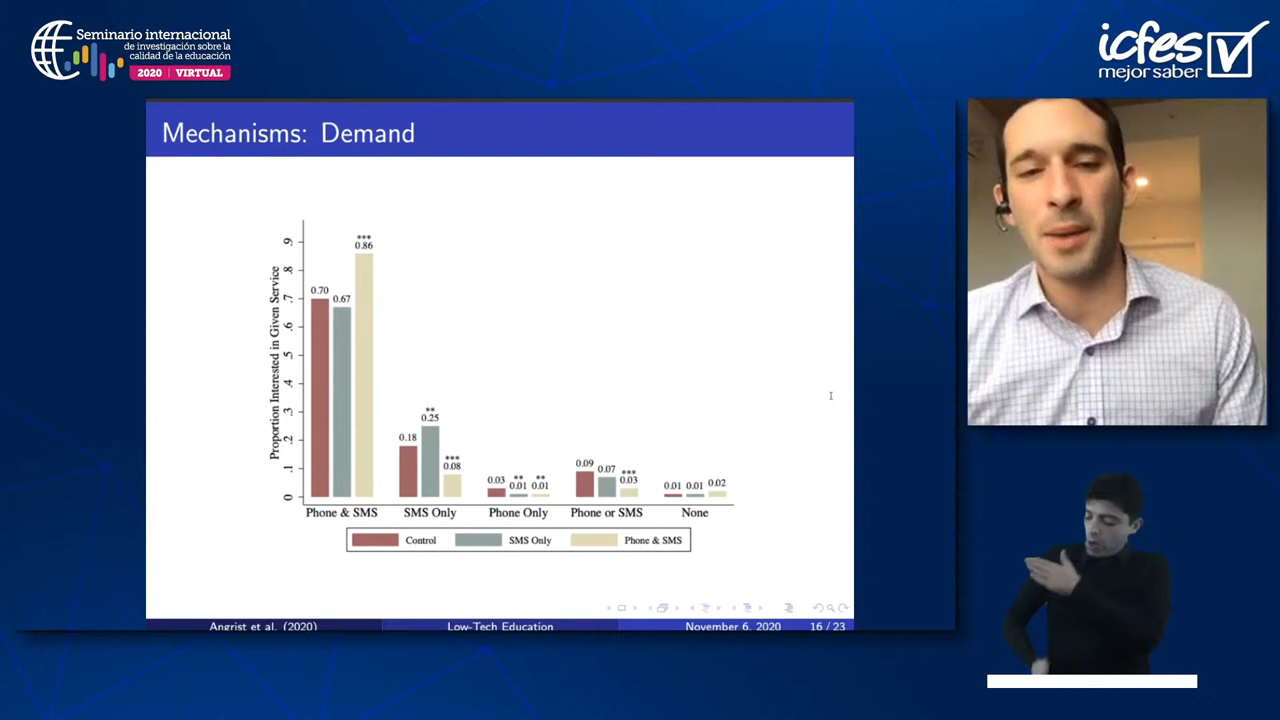 Seminario internacional
de investigación sobre la
calidad de la educación
2020 | VIRTUAL
icfes
mejor saber
Mechanisms: Demand
Proportion Interested in Given Service
.9
.8
.7
.6
.5
.4
.3
.2
.1
0
0.70
0.67
***
0.86
0.18
**
0.25
***
0.08
0.03
**
0.01
**
0.01
0.09
0.07
***
0.03
0.01
0.01
0.02
Phone & SMS
SMS Only
Phone Only
Phone or SMS
None
Control
SMS Only
Phone & SMS
Angrist et al. (2020)
Low-Tech Education
November 6, 2020
16 / 23